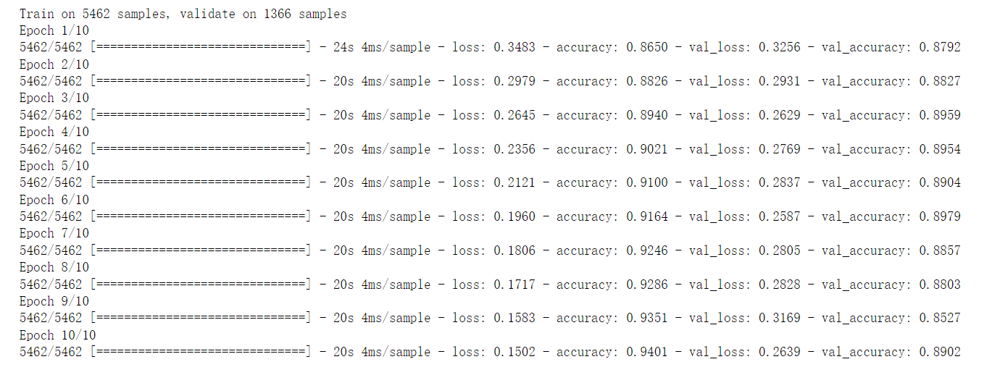 Train on 5462 samples, validate on 1366 samples
Epoch 1/10
5462/5462 [==============================] - 24s 4ms/sample - loss: 0.3483 - accuracy: 0.8650 - val_loss: 0.3256 - val_accuracy: 0.8792
Epoch 2/10
5462/5462 [==============================] - 20s 4ms/sample - loss: 0.2979 - accuracy: 0.8826 - val_loss: 0.2931 - val_accuracy: 0.8827
Epoch 3/10
5462/5462 [==============================] - 20s 4ms/sample - loss: 0.2645 - accuracy: 0.8940 - val_loss: 0.2629 - val_accuracy: 0.8959
Epoch 4/10
5462/5462 [==============================] - 20s 4ms/sample - loss: 0.2356 - accuracy: 0.9021 - val_loss: 0.2769 - val_accuracy: 0.8954
Epoch 5/10
5462/5462 [==============================] - 20s 4ms/sample - loss: 0.2121 - accuracy: 0.9100 - val_loss: 0.2837 - val_accuracy: 0.8904
Epoch 6/10
5462/5462 [==============================] - 20s 4ms/sample - loss: 0.1960 - accuracy: 0.9164 - val_loss: 0.2587 - val_accuracy: 0.8979
Epoch 7/10
5462/5462 [==============================] - 20s 4ms/sample - loss: 0.1806 - accuracy: 0.9246 - val_loss: 0.2805 - val_accuracy: 0.8857
Epoch 8/10
5462/5462 [==============================] - 20s 4ms/sample - loss: 0.1717 - accuracy: 0.9286 - val_loss: 0.2828 - val_accuracy: 0.8803
Epoch 9/10
5462/5462 [==============================] - 20s 4ms/sample - loss: 0.1583 - accuracy: 0.9351 - val_loss: 0.3169 - val_accuracy: 0.8527
Epoch 10/10
5462/5462 [==============================] - 20s 4ms/sample - loss: 0.1502 - accuracy: 0.9401 - val_loss: 0.2639 - val_accuracy: 0.8902